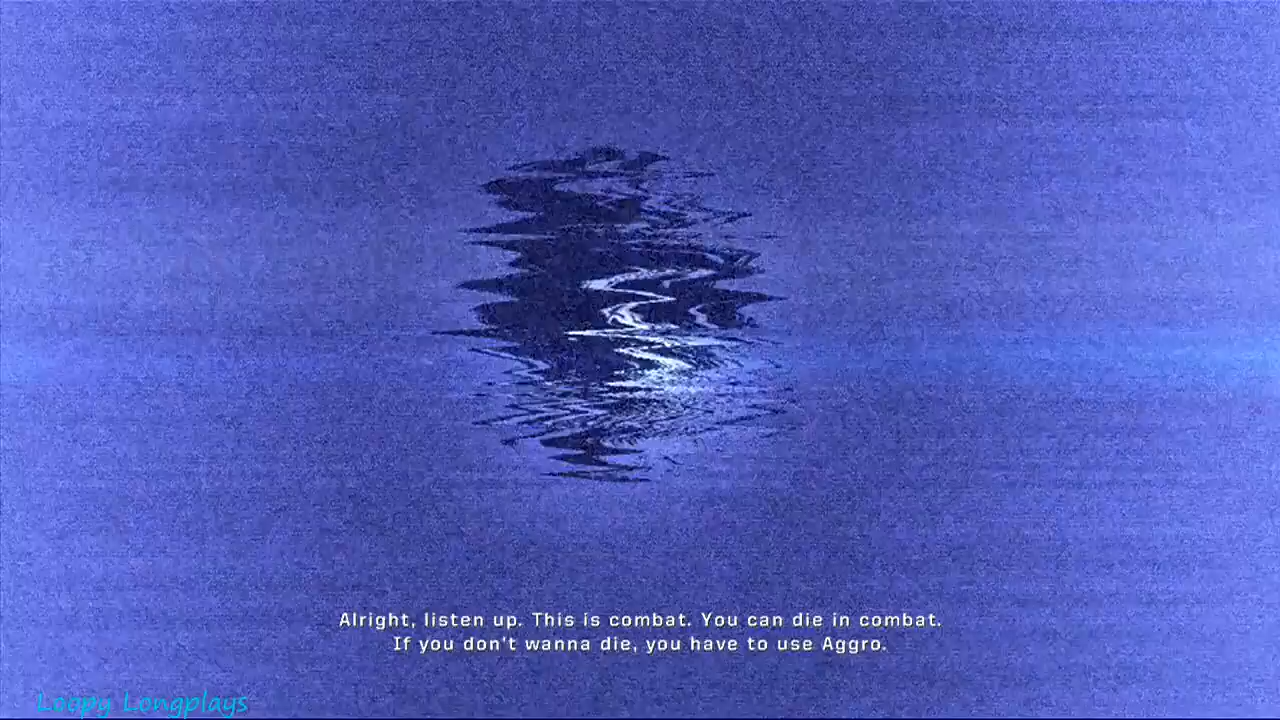 Alright, listen up. This is combat. You can die in combat.
If you don't wanna die, you have to use Aggro.
Loopy Longplays